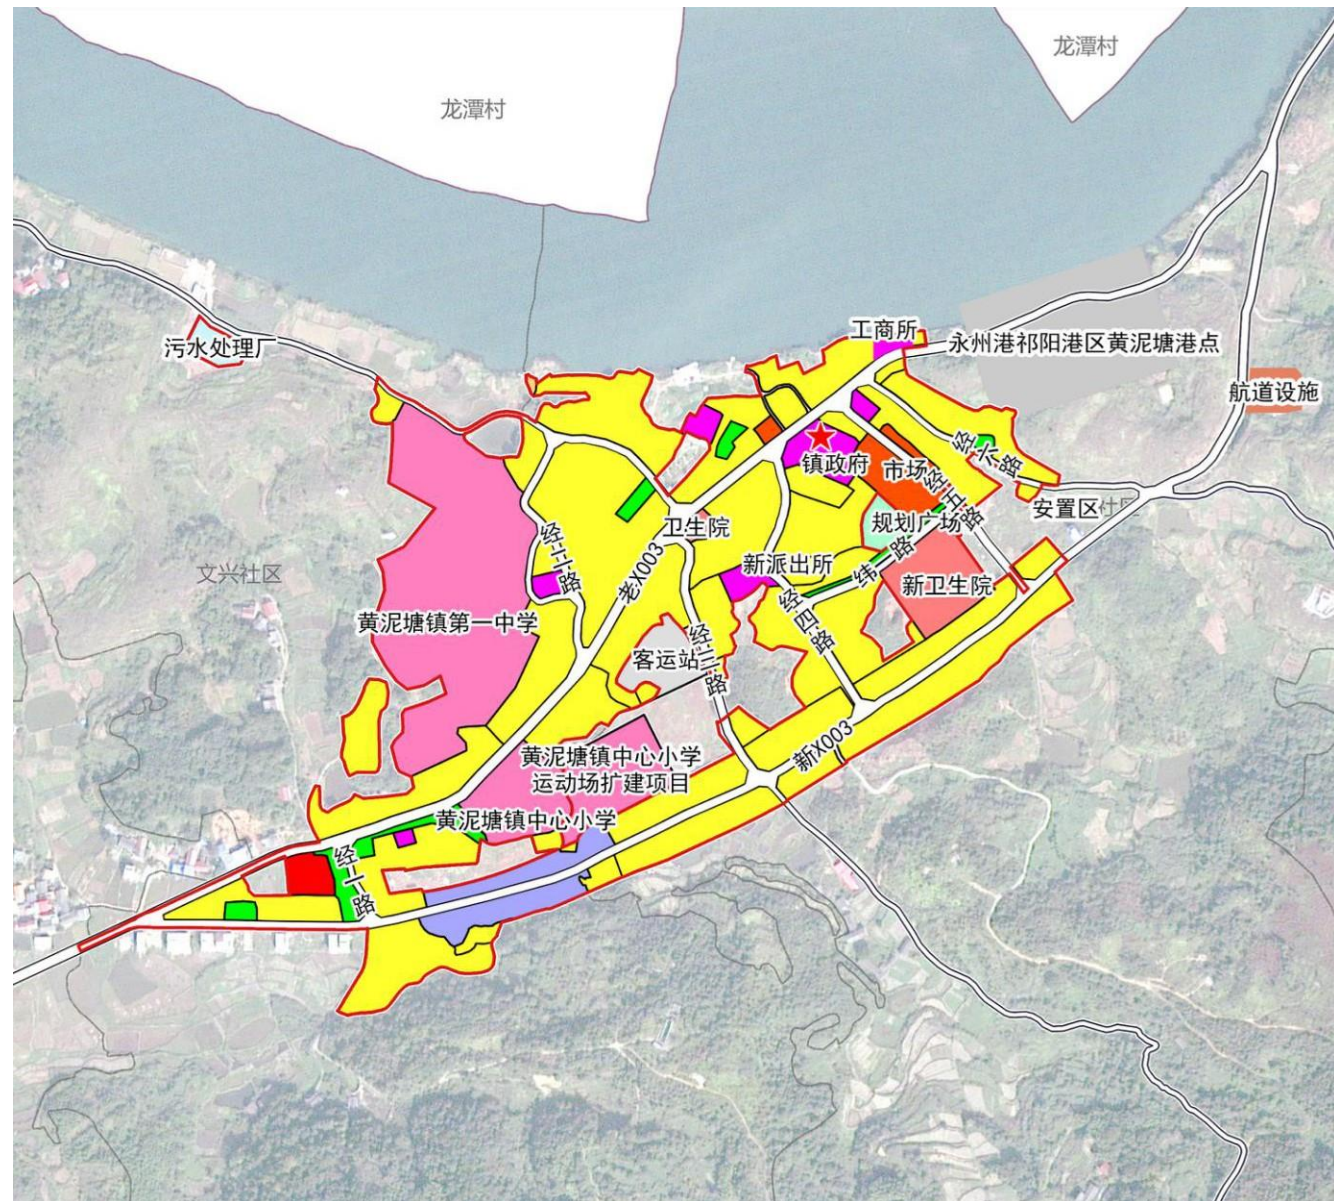 龙潭村
龙潭村
工商所
永州港祁阳港区黄泥塘港点
污水处理厂
航道设施
镇政府
市场
经六路
经五路
安置区
社区
规划广场
卫生院
老X003
经二路
新派出所
纬一路
新卫生院
文兴社区
黄泥塘镇第一中学
经四路
客运站
经三路
新X003
黄泥塘镇中心小学
运动场扩建项目
黄泥塘镇中心小学
经一路